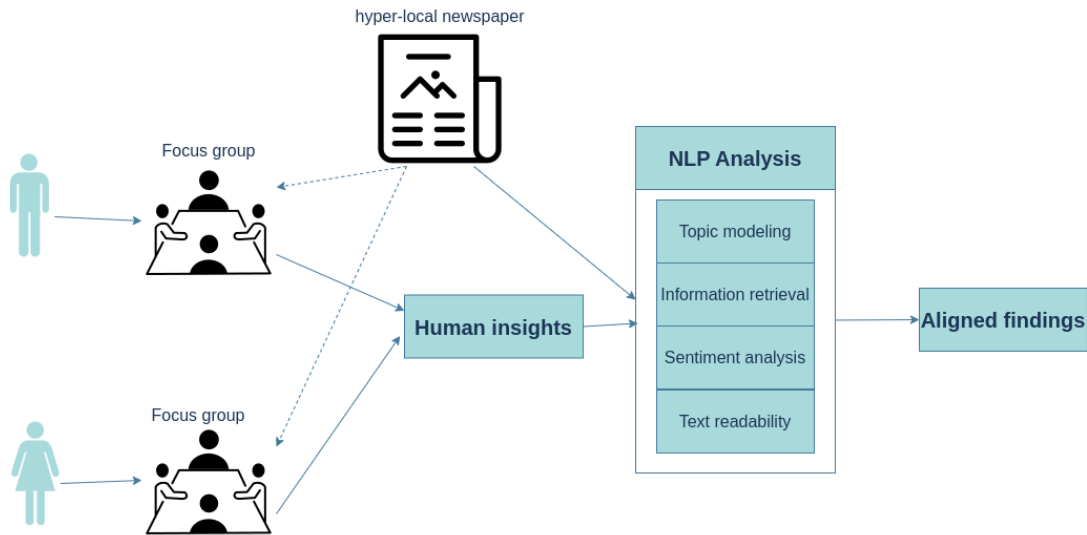 hyper-local newspaper
Focus group
NLP Analysis
Topic modeling
Information retrieval
Sentiment analysis
Text readability
Human insights
Aligned findings
Focus group